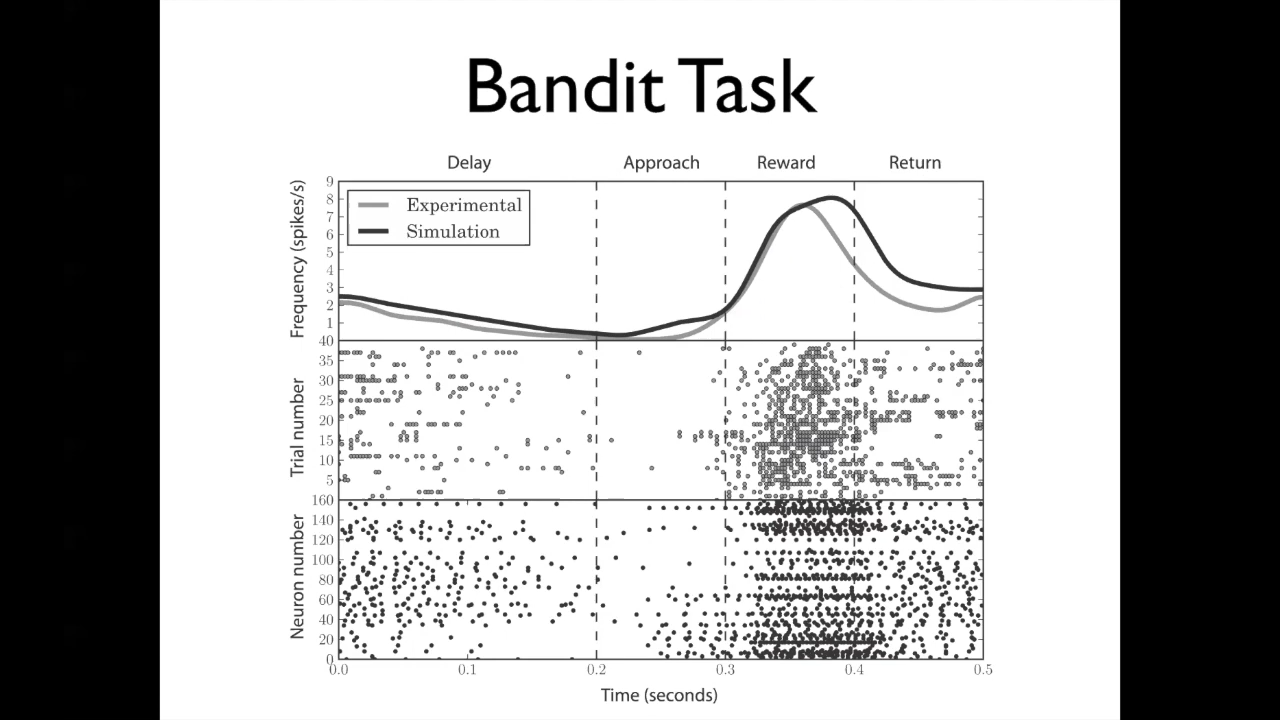 Bandit Task
Delay Approach Reward Return
Frequency (spikes/s)
9
8
7
6
5
4
3
2
1
Experimental
Simulation
Trial number
40
35
30
25
20
15
10
5
Neuron number
160
140
120
100
80
60
40
20
0
0.0 0.1 0.2 0.3 0.4 0.5
Time (seconds)